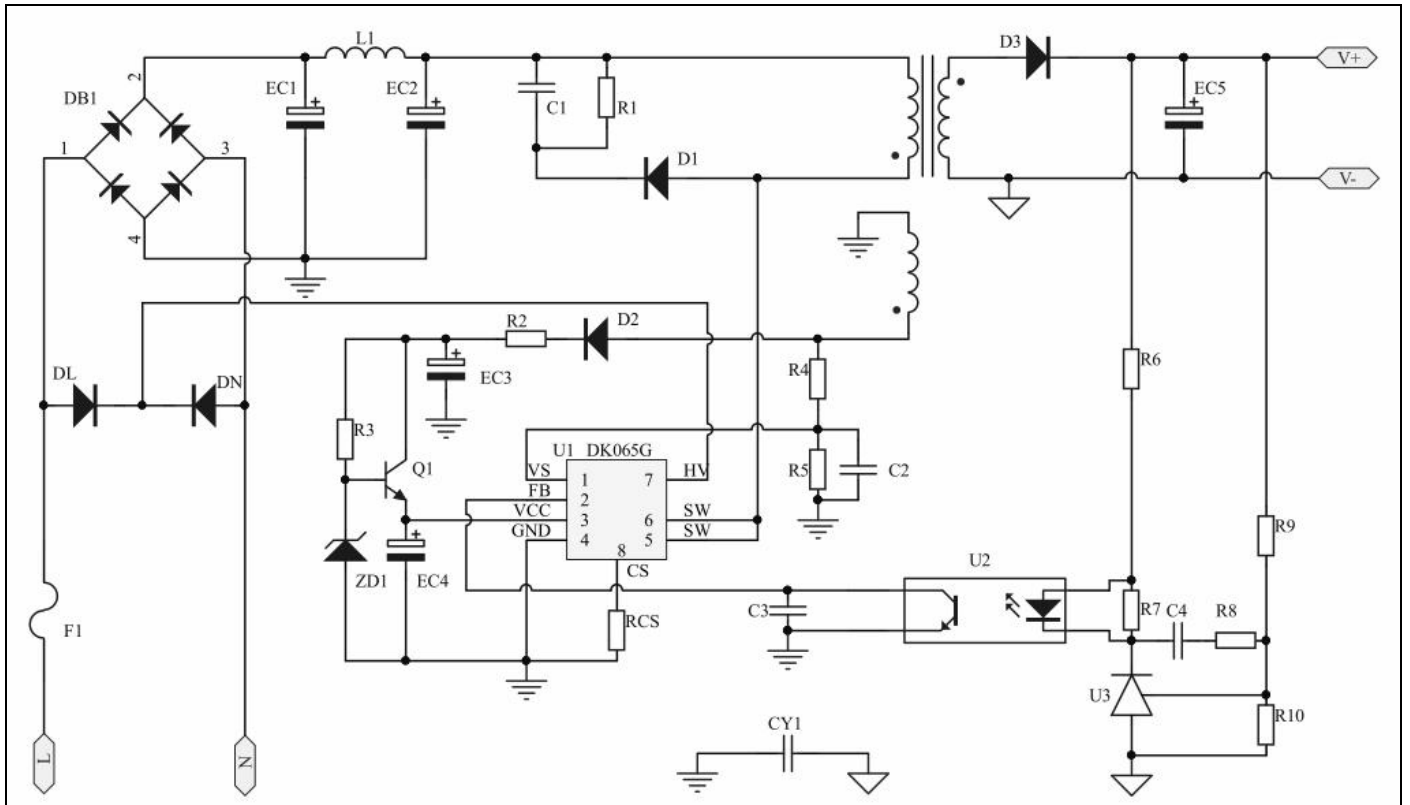 L1
D3
V+
2
DB1
EC1
+
EC2
+
C1
R1
EC5
+
1
3
D1
V-
4
R2
D2
DL
DN
+
EC3
R4
R6
R3
U1
DK065G
Q1
VS
1
7
HV
R5
C2
FB
2
VCC
3
6
SW
GND
4
5
SW
R9
+
8
CS
U2
ZD1
EC4
C3
R7
C4
R8
F1
RCS
U3
R10
CY1
L
N